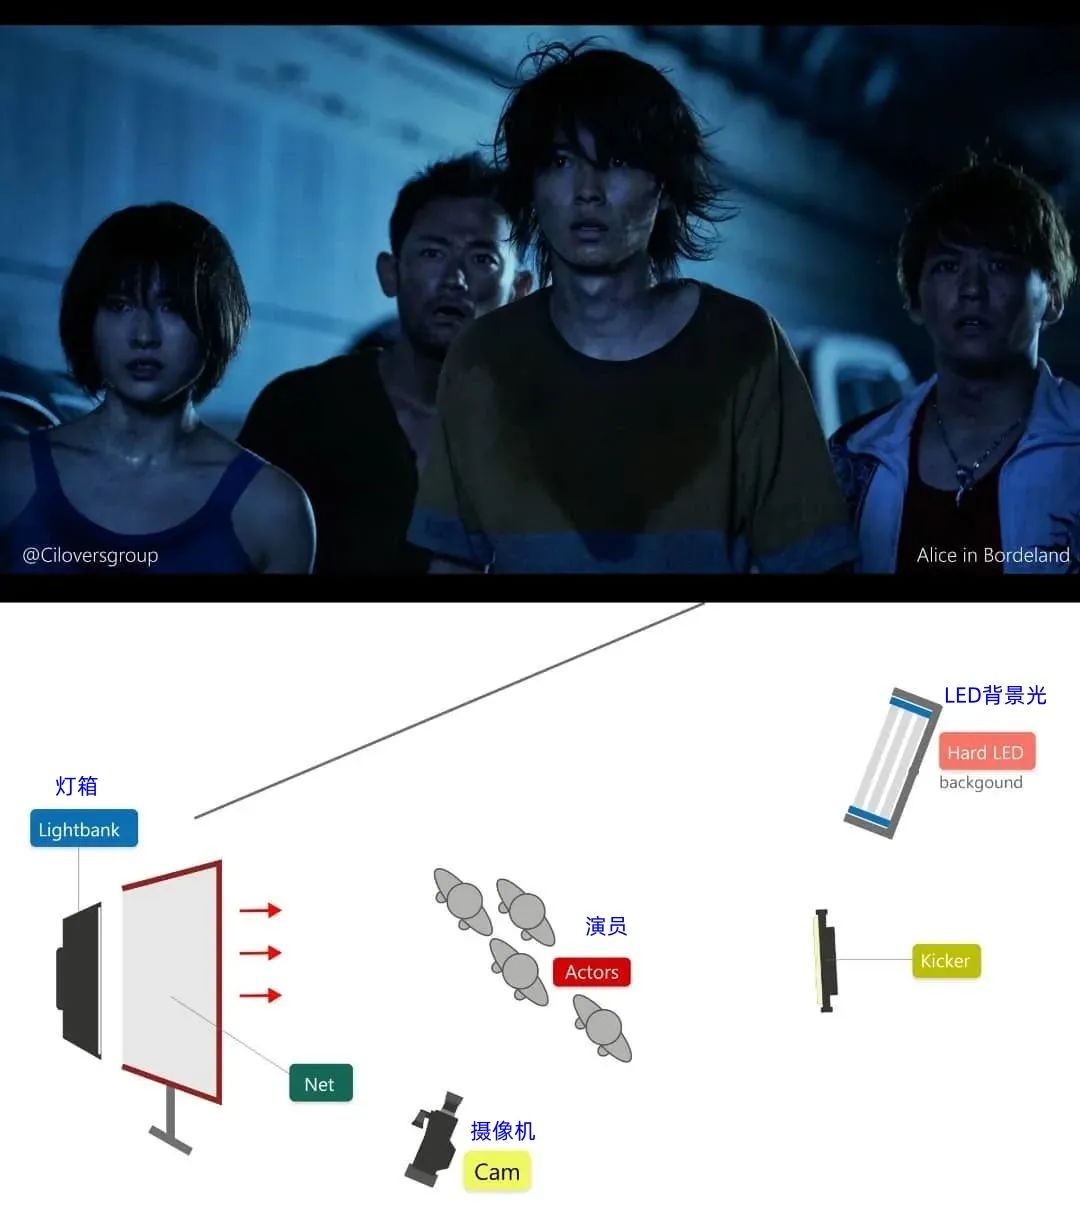 @Ciloversgroup
Alice in Bordeland
LED背景光
Hard LED
backgound
灯箱
Lightbank
演员
Actors
Kicker
Net
摄像机
Cam